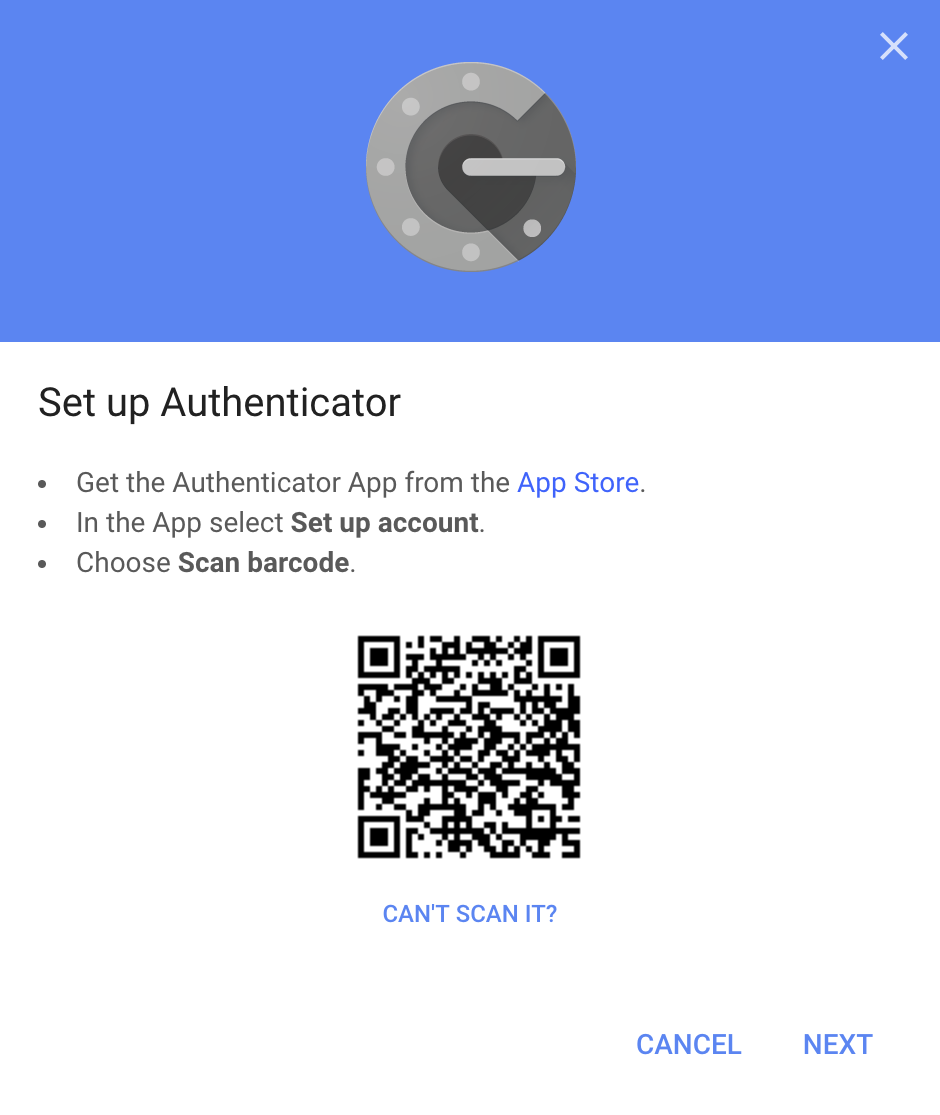 Set up Authenticator
• Get the Authenticator App from the App Store.
• In the App select Set up account.
• Choose Scan barcode.
CAN'T SCAN IT?
CANCEL NEXT